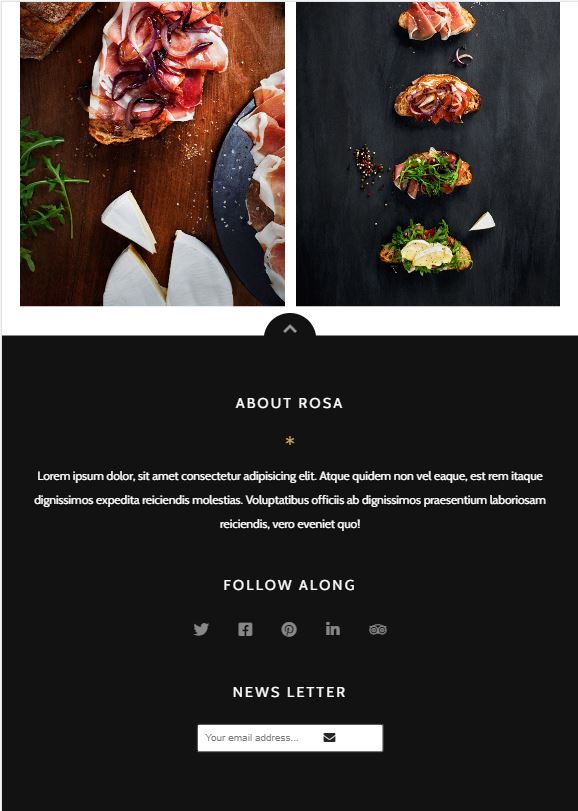 ABOUT ROSA
*
Lorem ipsum dolor, sit amet consectetur adipisicing elit. Atque quidem non vel eaque, est rem itaque
dignissimos expedita reiciendis molestias. Voluptatibus officiis ab dignissimos praesentium laboriosam
reiciendis, vero eveniet quo!
FOLLOW ALONG
NEWS LETTER
Your email address...